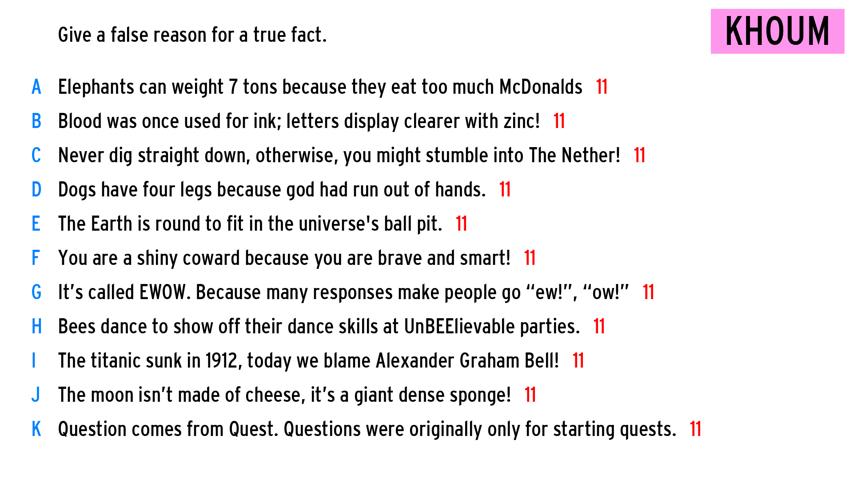 Give a false reason for a true fact.
KHOUM
A Elephants can weight 7 tons because they eat too much McDonalds 11
B Blood was once used for ink; letters display clearer with zinc! 11
C Never dig straight down, otherwise, you might stumble into The Nether! 11
D Dogs have four legs because god had run out of hands. 11
E The Earth is round to fit in the universe's ball pit. 11
F You are a shiny coward because you are brave and smart! 11
G It’s called EWOW. Because many responses make people go “ew!”, “ow!” 11
H Bees dance to show off their dance skills at UnBEElievable parties. 11
I The titanic sunk in 1912, today we blame Alexander Graham Bell! 11
J The moon isn’t made of cheese, it’s a giant dense sponge! 11
K Question comes from Quest. Questions were originally only for starting quests. 11